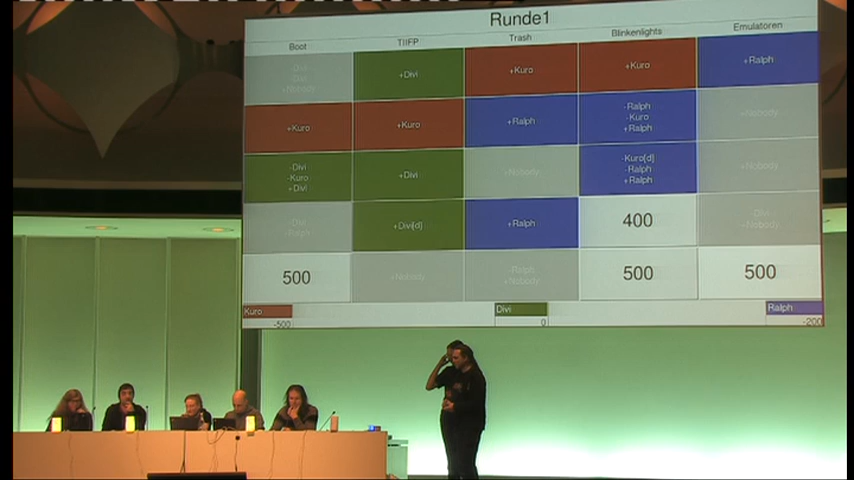 Runde1
Boot TIIFP Trash Blinkenlights Emulatoren
+Nobody
+Divi
+Kuro
+Kuro
+Ralph
+Kuro
+Kuro
+Ralph
-Ralph
-Kuro
+Ralph
+Nobody
-Divi
-Kuro
+Divi
+Divi
+Nobody
-Kuro[d]
-Ralph
+Ralph
+Nobody
-Divi
-Ralph
+Divi[d]
+Ralph
400
-Divi
+Nobody
500
+Nobody
-Ralph
+Nobody
500
500
Kuro Divi Ralph
-500 0 -200